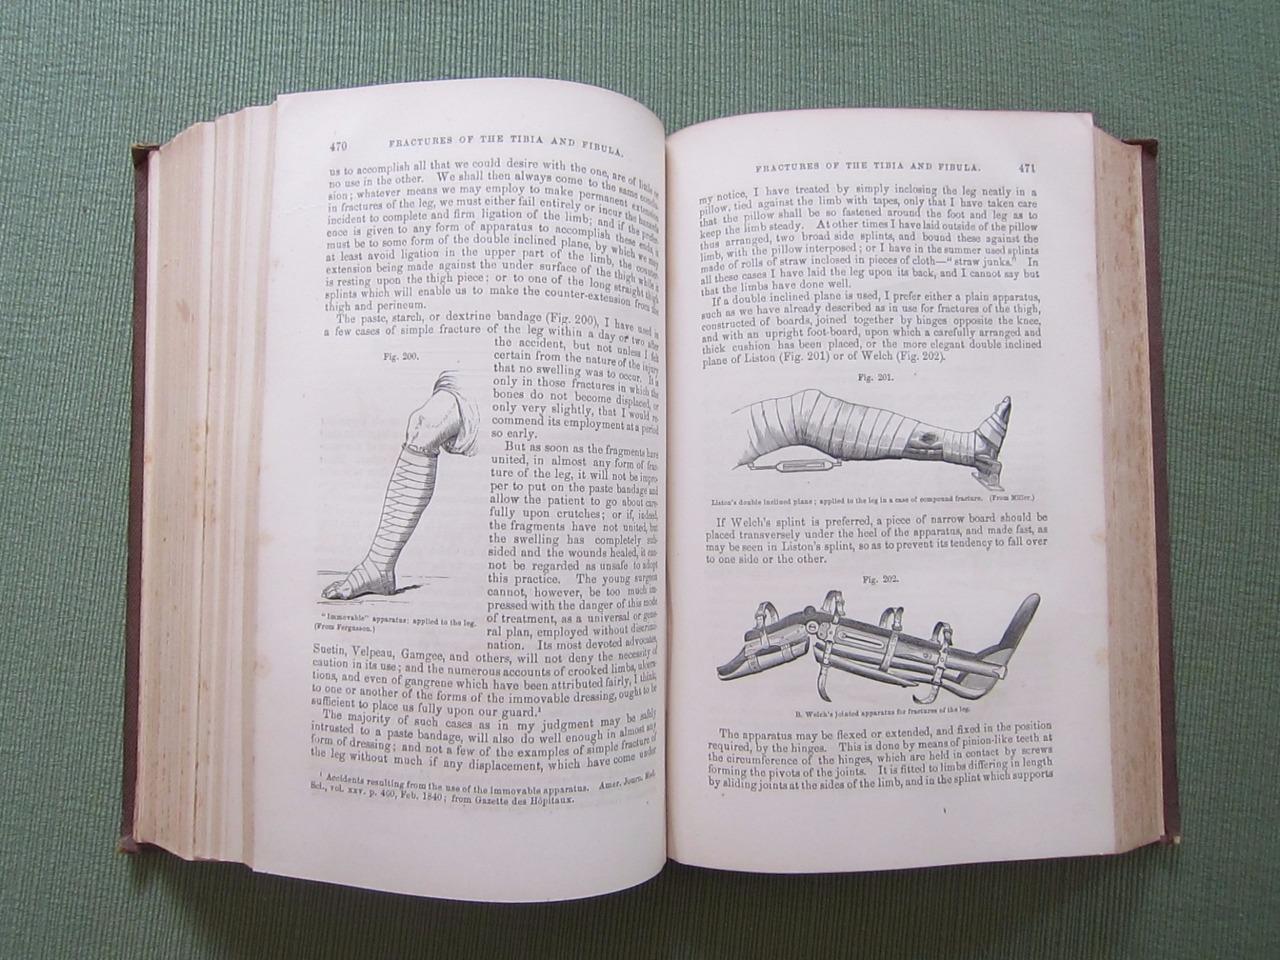 470 FRACTURES OF THE TIBIA AND FIBULA.
us to accomplish all that we could desire with the one, are of little or
no use in the other. We shall then always come to the same
sion; whatever means we may employ to make permanent extension
in fractures of the leg, we must either fail entirely or incur the hazards
incident to complete and firm ligation of the limb; and if the
ence is given to any form of apparatus to accomplish these ends, it
must be to some form of the double inclined plane, by which we may
at least avoid ligation in the upper part of the limb, the
extension being made against the under surface of the thigh while it
is resting upon the thigh piece; or to one of the long straight thigh
splints which will enable us to make the counter-extension from the
thigh and perineum.
The paste, starch, or dextrine bandage (Fig. 200), I have used in
a few cases of simple fracture of the leg within a day or two after
the accident, but not unless I felt
certain from the nature of the injury
that no swelling was to occur. It is
only in those fractures in which the
bones do not become displaced, or
only very slightly, that I would re-
commend its employment at a period
so early.
Fig. 200.
"Immovable" apparatus; applied to the leg.
(From Fergusson.)
But as soon as the fragments have
united, in almost any form of frac-
ture of the leg, it will not be impro-
per to put on the paste bandage and
allow the patient to go about care-
fully upon crutches; or if, indeed,
the fragments have not united, but
the swelling has completely sub-
sided and the wounds healed, it can-
not be regarded as unsafe to adopt
this practice. The young surgeon
cannot, however, be too much im-
pressed with the danger of this mode
of treatment, as a universal or gene-
ral plan, employed without discrimi-
nation. Its most devoted advocates,
Suetin, Velpeau, Gamgee, and others, will not deny the necessity of
caution in its use; and the numerous accounts of crooked limbs, ulcera-
tions, and even of gangrene which have been attributed fairly, I think,
to one or another of the forms of the immovable dressing, ought to be
sufficient to place us fully upon our guard.¹
The majority of such cases as in my judgment may be safely
intrusted to a paste bandage, will also do well enough in almost any
form of dressing; and not a few of the examples of simple fracture of
the leg without much if any displacement, which have come under
¹ Accidents resulting from the use of the immovable apparatus. Amer. Journ. Med.
Sci., vol. xxv. p. 460, Feb. 1840; from Gazette des Hôpitaux.
FRACTURES OF THE TIBIA AND FIBULA. 471
my notice, I have treated by simply inclosing the leg neatly in a
pillow, tied against the limb with tapes, only that I have taken care
that the pillow shall be so fastened around the foot and leg as to
keep the limb steady. At other times I have laid outside of the pillow
thus arranged, two broad side splints, and bound these against the
limb, with the pillow interposed; or I have in the summer used splints
made of rolls of straw inclosed in pieces of cloth—"straw junks." In
all these cases I have laid the leg upon its back, and I cannot say but
that the limbs have done well.
If a double inclined plane is used, I prefer either a plain apparatus,
such as we have already described as in use for fractures of the thigh,
constructed of boards, joined together by hinges opposite the knee,
and with an upright foot-board, upon which a carefully arranged and
thick cushion has been placed, or the more elegant double inclined
plane of Liston (Fig. 201) or of Welch (Fig. 202).
Fig. 201.
Liston's double inclined plane; applied to the leg in a case of compound fracture. (From Miller.)
If Welch's splint is preferred, a piece of narrow board should be
placed transversely under the heel of the apparatus, and made fast, as
may be seen in Liston's splint, so as to prevent its tendency to fall over
to one side or the other.
Fig. 202.
B. Welch's jointed apparatus for fractures of the leg.
The apparatus may be flexed or extended, and fixed in the position
required, by the hinges. This is done by means of pinion-like teeth at
the circumference of the hinges, which are held in contact by screws
forming the pivots of the joints. It is fitted to limbs differing in length
by sliding joints at the sides of the limb, and in the splint which supports